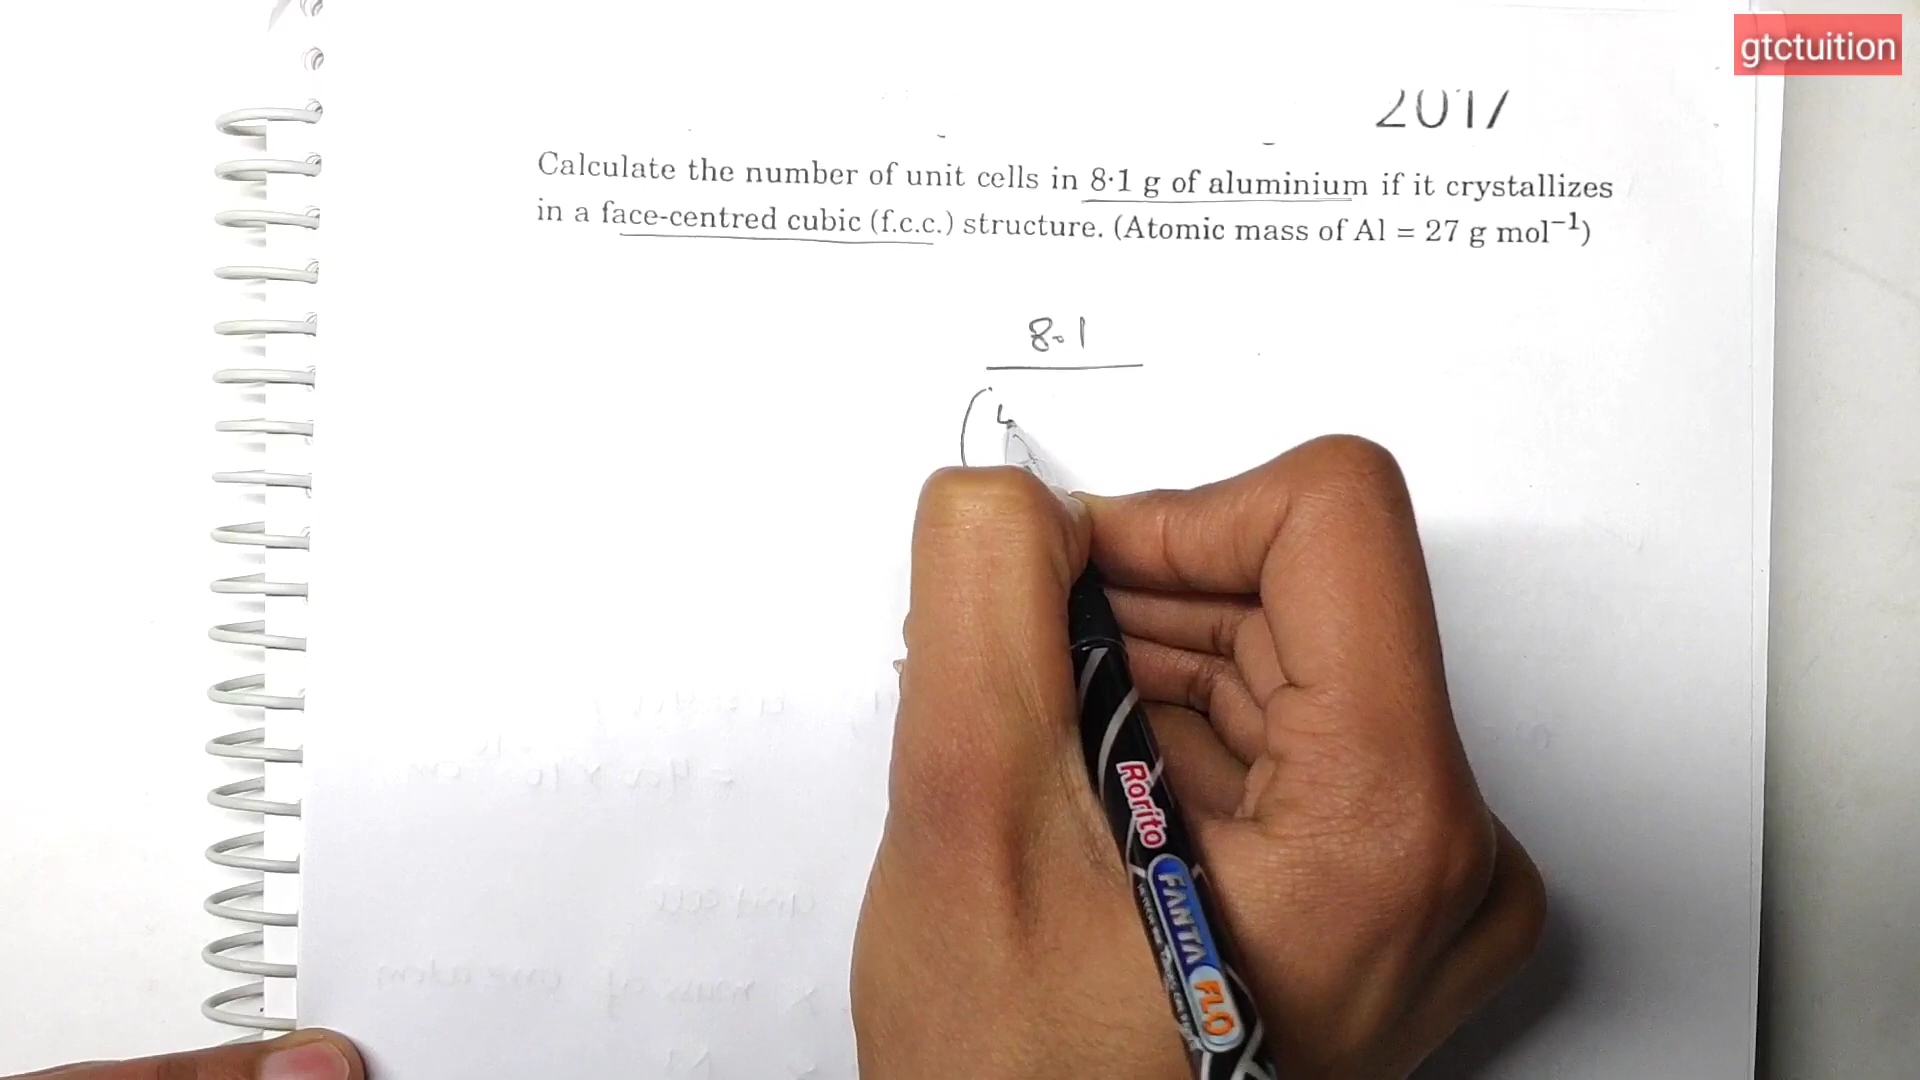 gtctuition
2017
Calculate the number of unit cells in 8·1 g of aluminium if it crystallizes
in a face-centred cubic (f.c.c.) structure. (Atomic mass of Al = 27 g mol⁻¹)
8.1
(4
Rorito
FANTA FLO